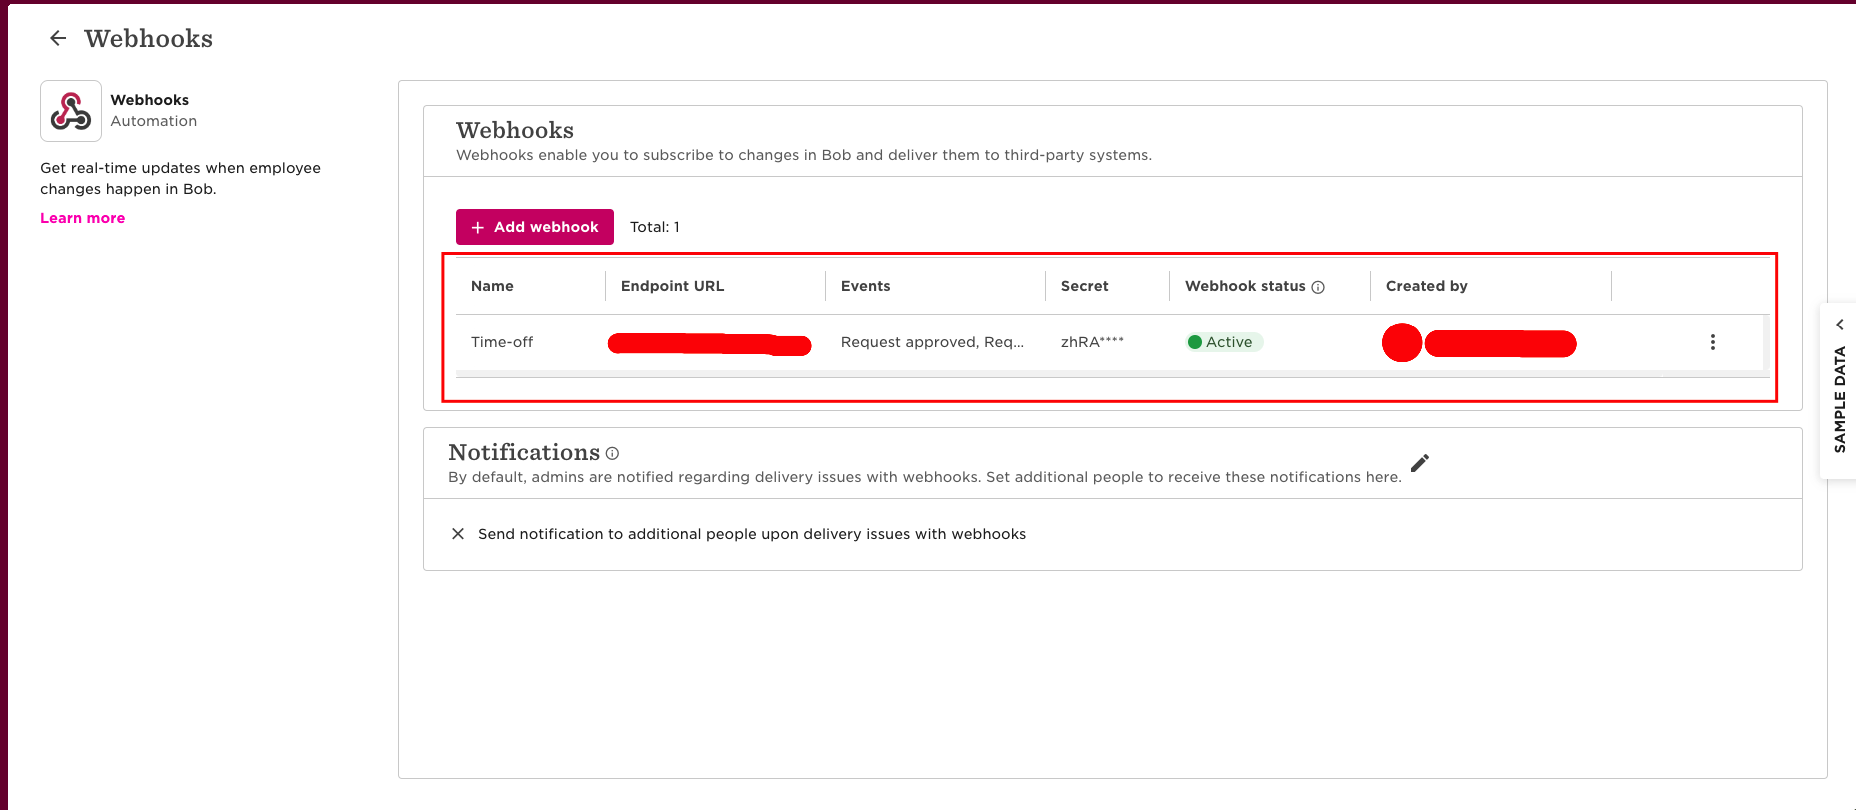 Webhooks
Webhooks
Automation
Get real-time updates when employee
changes happen in Bob.
Learn more
Webhooks
Webhooks enable you to subscribe to changes in Bob and deliver them to third-party systems.
+ Add webhook Total: 1
Name Endpoint URL Events Secret Webhook status Created by
Time-off Request approved, Req... zhRA**** Active
Notifications
By default, admins are notified regarding delivery issues with webhooks. Set additional people to receive these notifications here.
Send notification to additional people upon delivery issues with webhooks
SAMPLE DATA